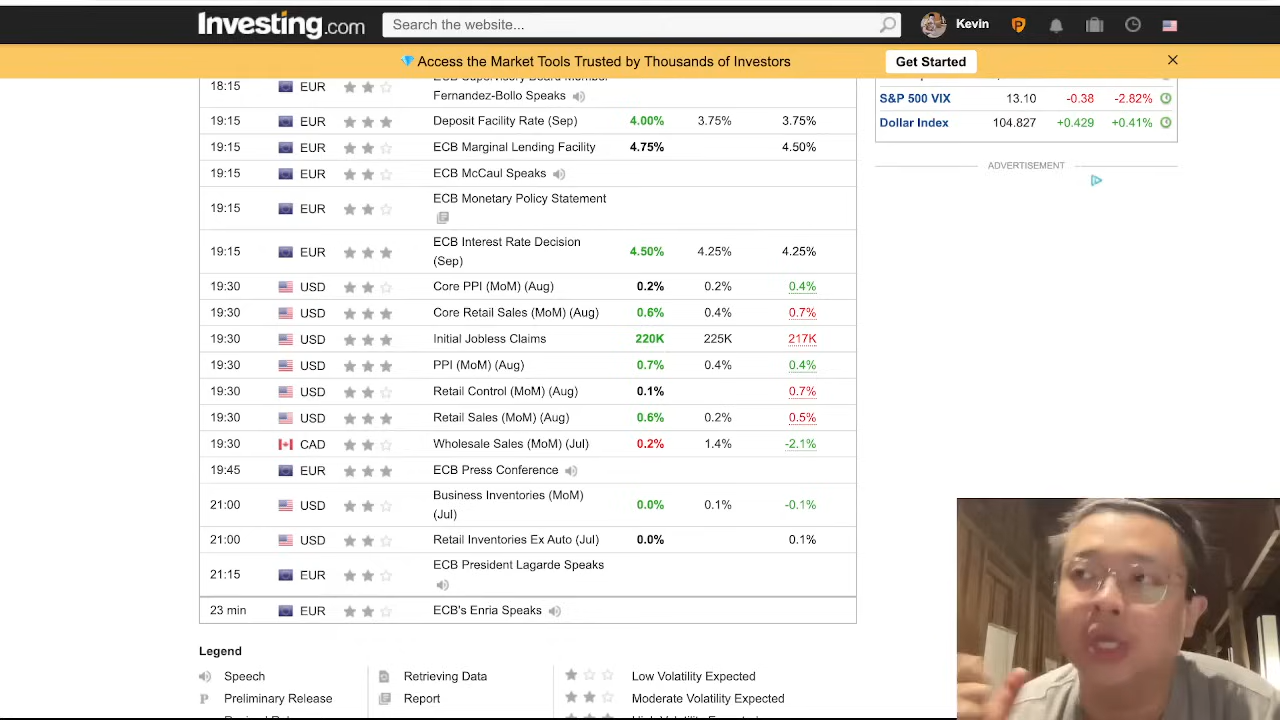 Investing.com
Search the website...
Kevin
Access the Market Tools Trusted by Thousands of Investors
Get Started
18:15 EUR ECB Supervisory Board Member
Fernandez-Bollo Speaks
19:15 EUR Deposit Facility Rate (Sep) 4.00% 3.75% 3.75%
19:15 EUR ECB Marginal Lending Facility 4.75% 4.50%
19:15 EUR ECB McCaul Speaks
19:15 EUR ECB Monetary Policy Statement
19:15 EUR ECB Interest Rate Decision
(Sep) 4.50% 4.25% 4.25%
19:30 USD Core PPI (MoM) (Aug) 0.2% 0.2% 0.4%
19:30 USD Core Retail Sales (MoM) (Aug) 0.6% 0.4% 0.7%
19:30 USD Initial Jobless Claims 220K 225K 217K
19:30 USD PPI (MoM) (Aug) 0.7% 0.4% 0.4%
19:30 USD Retail Control (MoM) (Aug) 0.1% 0.7%
19:30 USD Retail Sales (MoM) (Aug) 0.6% 0.2% 0.5%
19:30 CAD Wholesale Sales (MoM) (Jul) 0.2% 1.4% -2.1%
19:45 EUR ECB Press Conference
21:00 USD Business Inventories (MoM)
(Jul) 0.0% 0.1% -0.1%
21:00 USD Retail Inventories Ex Auto (Jul) 0.0% 0.1%
21:15 EUR ECB President Lagarde Speaks
23 min EUR ECB's Enria Speaks
S&P 500 VIX 13.10 -0.38 -2.82%
Dollar Index 104.827 +0.429 +0.41%
ADVERTISEMENT
Legend
Speech
Retrieving Data
Low Volatility Expected
P Preliminary Release
Report
Moderate Volatility Expected